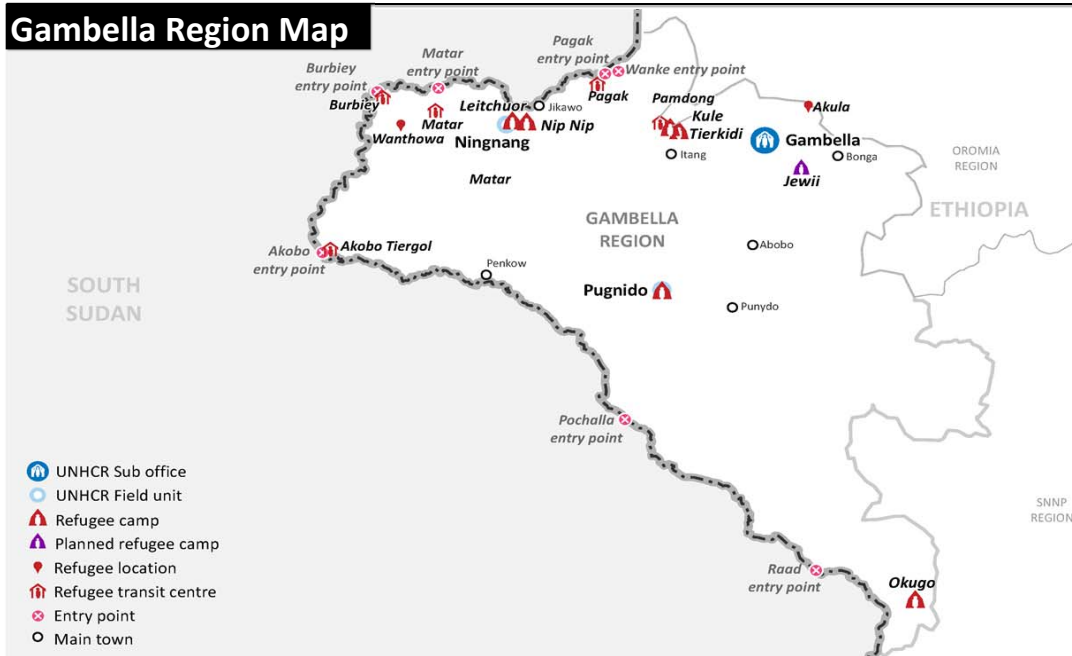 Gambella Region Map
Pagak
entry point
Matar
entry point
Wanke entry point
Burbiey
entry point
Burbiey
Leitchuor
Jikawo
Pagak
Pamdong
Akula
Matar
Nip Nip
Kule
Tierkidi
Gambella
Wanthowa
Ningnang
Itang
Bonga
OROMIA
REGION
Matar
Jewii
ETHIOPIA
GAMBELLA
REGION
Akobo Tiergol
Akobo
entry point
Abobo
Penkow
SOUTH
SUDAN
Pugnido
Punydo
Pochalla
entry point
UNHCR Sub office
UNHCR Field unit
Refugee camp
Planned refugee camp
Refugee location
Refugee transit centre
Entry point
Main town
SNNP
REGION
Raad
entry point
Okugo